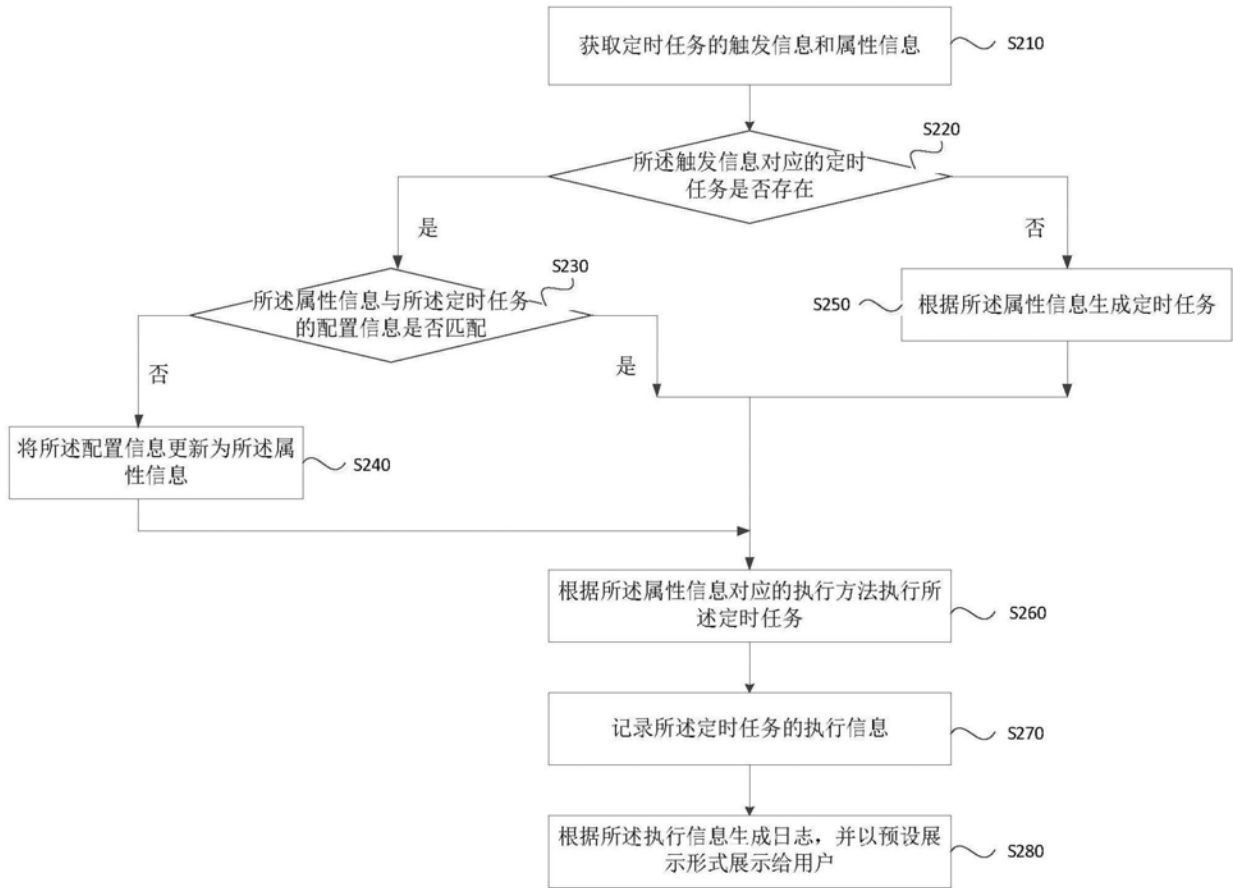 获取定时任务的触发信息和属性信息
S210
S220
所述触发信息对应的定时
任务是否存在
是
否
S230
所述属性信息与所述定时任务
的配置信息是否匹配
S250
根据所述属性信息生成定时任务
否
是
将所述配置信息更新为所述属
性信息
S240
根据所述属性信息对应的执行方法执行所
述定时任务
S260
记录所述定时任务的执行信息
S270
根据所述执行信息生成日志，并以预设展
示形式展示给用户
S280